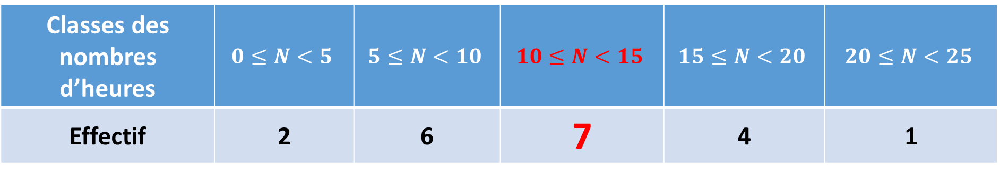 Classes des
nombres
d’heures
0 ≤ N < 5
5 ≤ N < 10
10 ≤ N < 15
15 ≤ N < 20
20 ≤ N < 25
Effectif
2
6
7
4
1